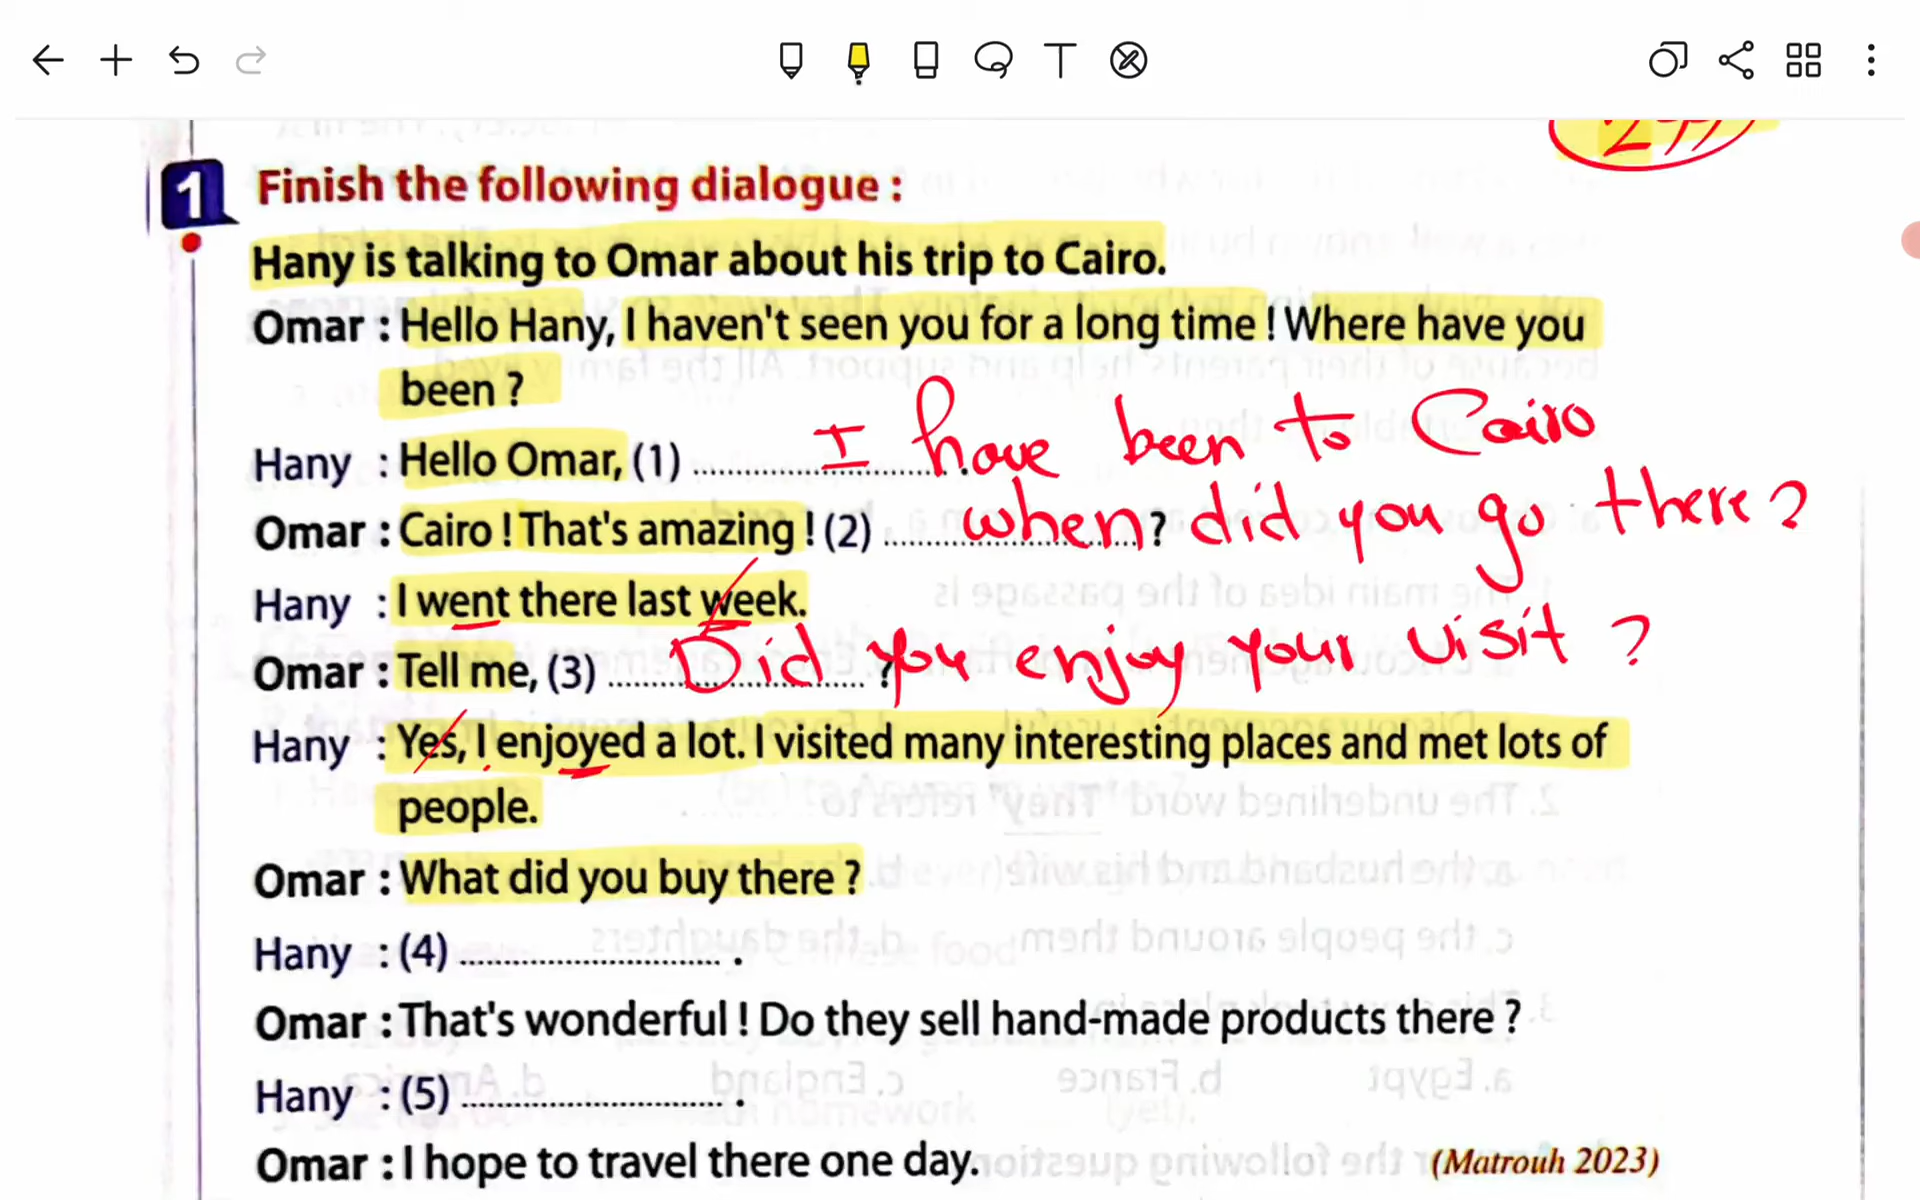 1 Finish the following dialogue :
Hany is talking to Omar about his trip to Cairo.
Omar : Hello Hany, I haven't seen you for a long time ! Where have you
been ?
Hany : Hello Omar, (1) .............................. . I have been to Cairo
Omar : Cairo ! That's amazing ! (2) .............................. ? when did you go there ?
Hany : I went there last week.
Omar : Tell me, (3) .............................. ? Did you enjoy your visit ?
Hany : Yes, I enjoyed a lot. I visited many interesting places and met lots of
people.
Omar : What did you buy there ?
Hany : (4) .............................. .
Omar : That's wonderful ! Do they sell hand-made products there ?
Hany : (5) .............................. .
Omar : I hope to travel there one day.
(Matrouh 2023)